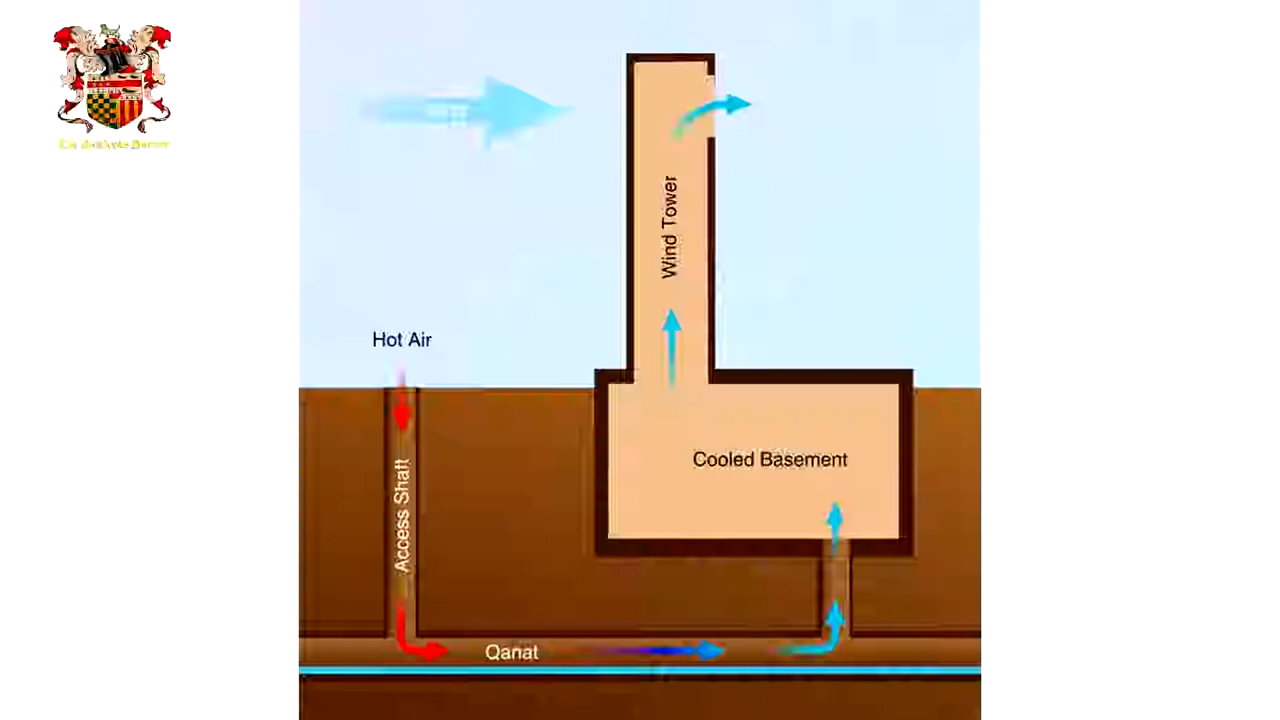 Wind Tower
Hot Air
Cooled Basement
Access Shaft
Qanat